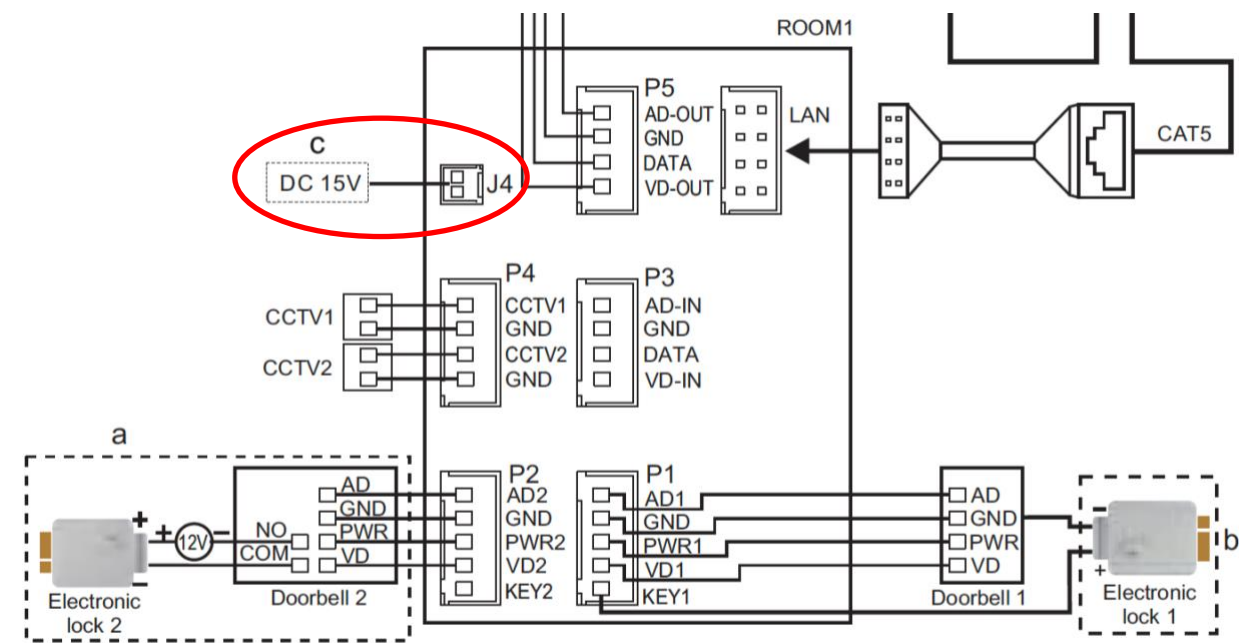 ROOM1
P5
AD-OUT
GND
DATA
VD-OUT
LAN
CAT5
c
DC 15V
J4
P4
CCTV1
GND
CCTV2
GND
P3
AD-IN
GND
DATA
VD-IN
CCTV1
CCTV2
a
+
12V
+ −
−
NO
COM
AD
GND
PWR
VD
Electronic
lock 2
Doorbell 2
P2
AD2
GND
PWR2
VD2
KEY2
P1
AD1
GND
PWR1
VD1
KEY1
AD
GND
PWR
VD
Doorbell 1
−
+
b
Electronic
lock 1